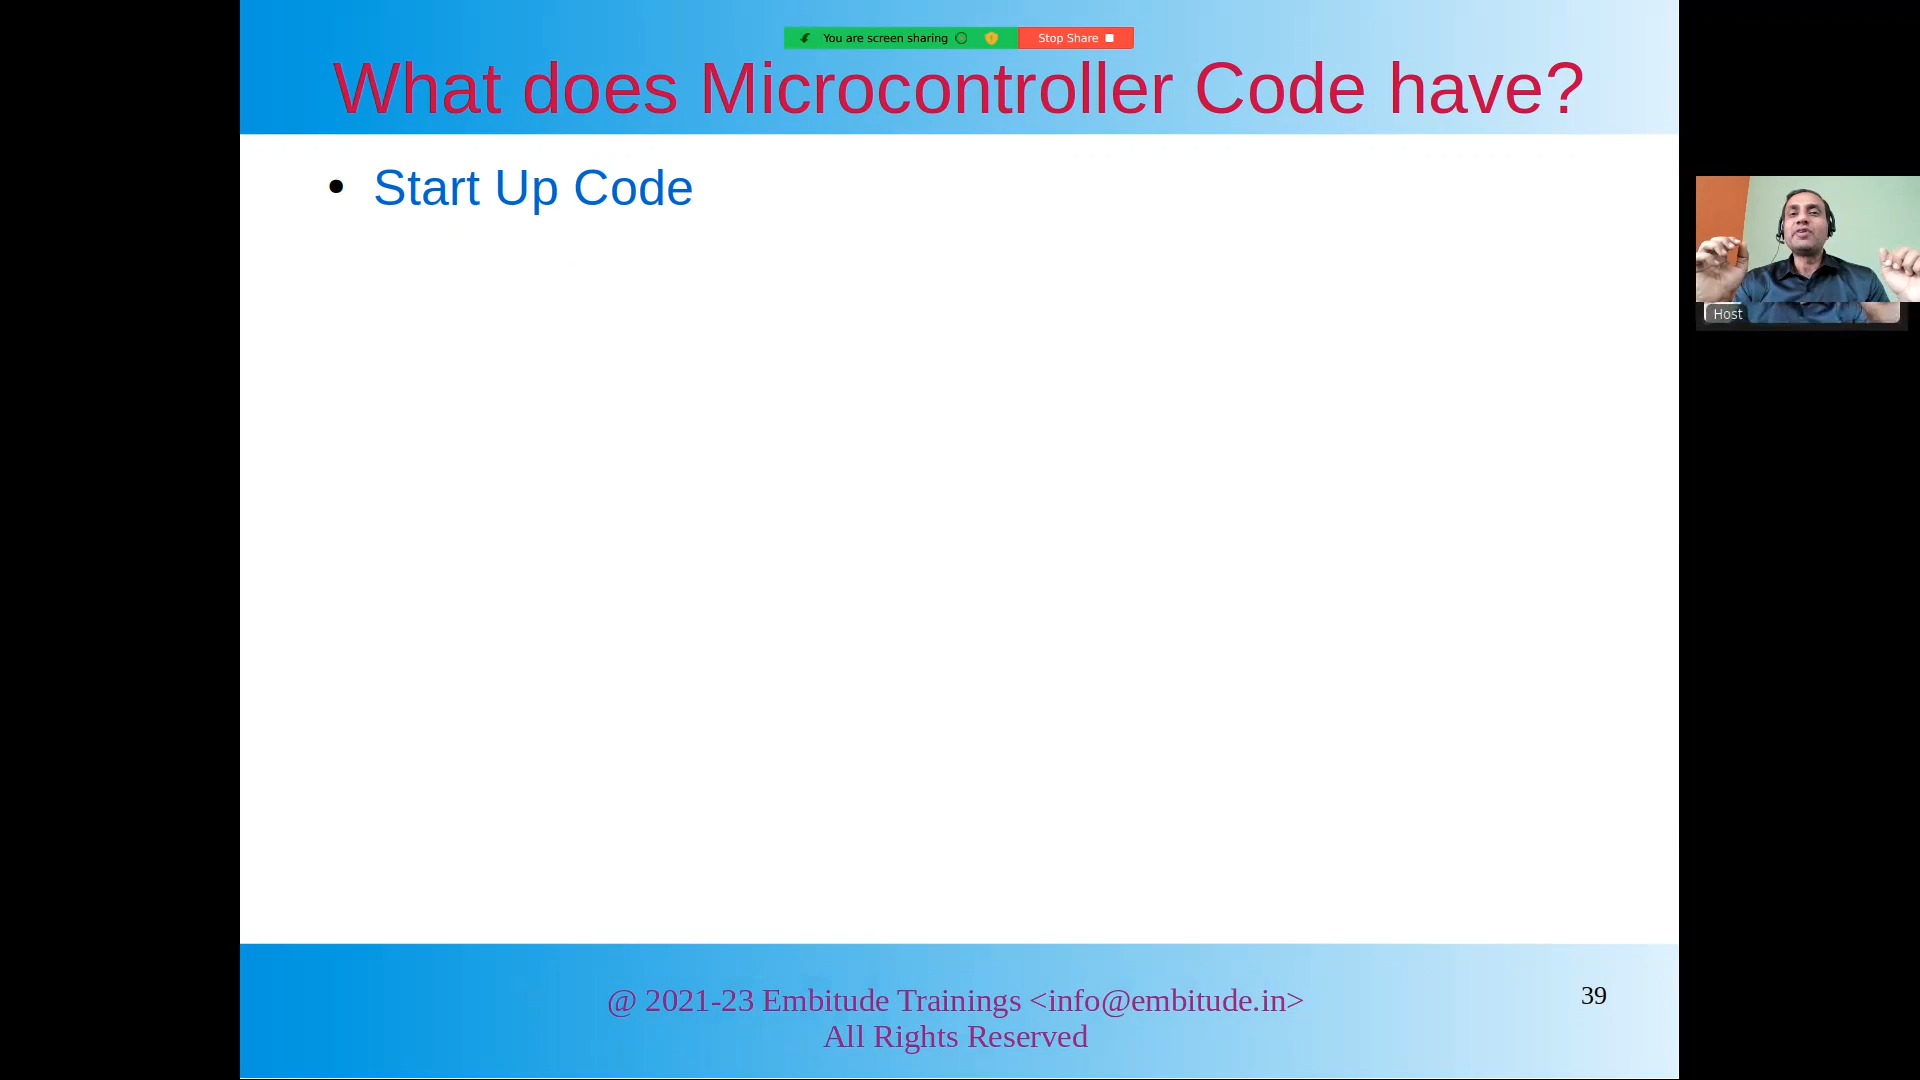 You are screen sharing
Stop Share
What does Microcontroller Code have?
• Start Up Code
Host
@ 2021-23 Embitude Trainings <info@embitude.in>
All Rights Reserved
39